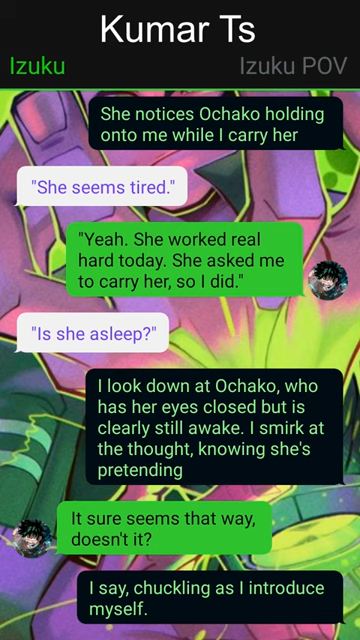 Kumar Ts
Izuku
Izuku POV
She notices Ochako holding
onto me while I carry her
"She seems tired."
"Yeah. She worked real
hard today. She asked me
to carry her, so I did."
"Is she asleep?"
I look down at Ochako, who
has her eyes closed but is
clearly still awake. I smirk at
the thought, knowing she's
pretending
It sure seems that way,
doesn't it?
I say, chuckling as I introduce
myself.